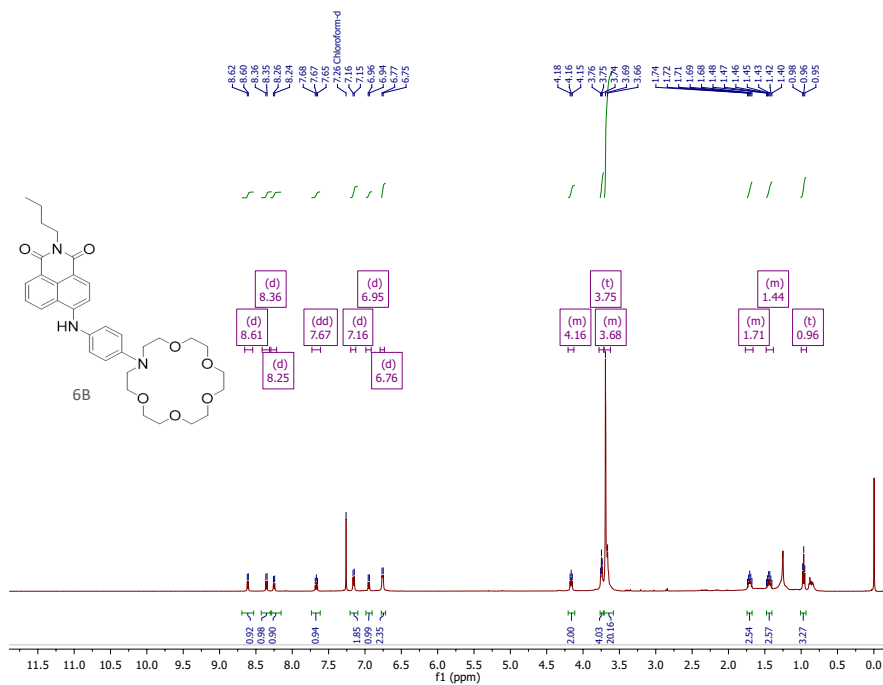 8.62
8.60
8.36
8.35
8.26
8.24
7.68
7.67
7.65
7.26 Chloroform-d
7.16
7.15
6.96
6.94
6.77
6.75
4.18
4.16
4.15
3.76
3.75
3.74
3.69
3.66
1.74
1.72
1.71
1.69
1.68
1.48
1.47
1.46
1.45
1.43
1.42
1.40
0.98
0.96
0.95
O
N
O
HN
N
O
O
O
O
O
6B
(d)
8.36
(d)
6.95
(t)
3.75
(m)
1.44
(d)
8.61
(dd)
7.67
(d)
7.16
(m)
4.16
(m)
3.68
(m)
1.71
(t)
0.96
(d)
8.25
(d)
6.76
0.92
0.98
0.90
0.94
1.85
0.99
2.35
2.00
4.03
20.16
2.54
2.57
3.27
11.5 11.0 10.5 10.0 9.5 9.0 8.5 8.0 7.5 7.0 6.5 6.0 5.5 5.0 4.5 4.0 3.5 3.0 2.5 2.0 1.5 1.0 0.5 0.0
f1 (ppm)